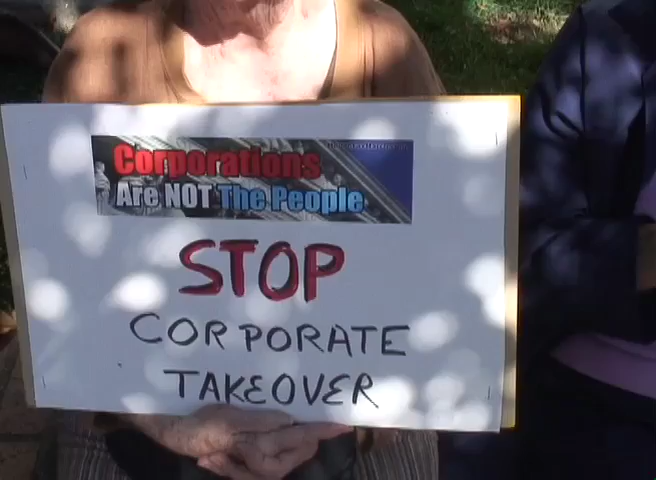 Corporations
Are NOT The People
STOP
CORPORATE
TAKEOVER